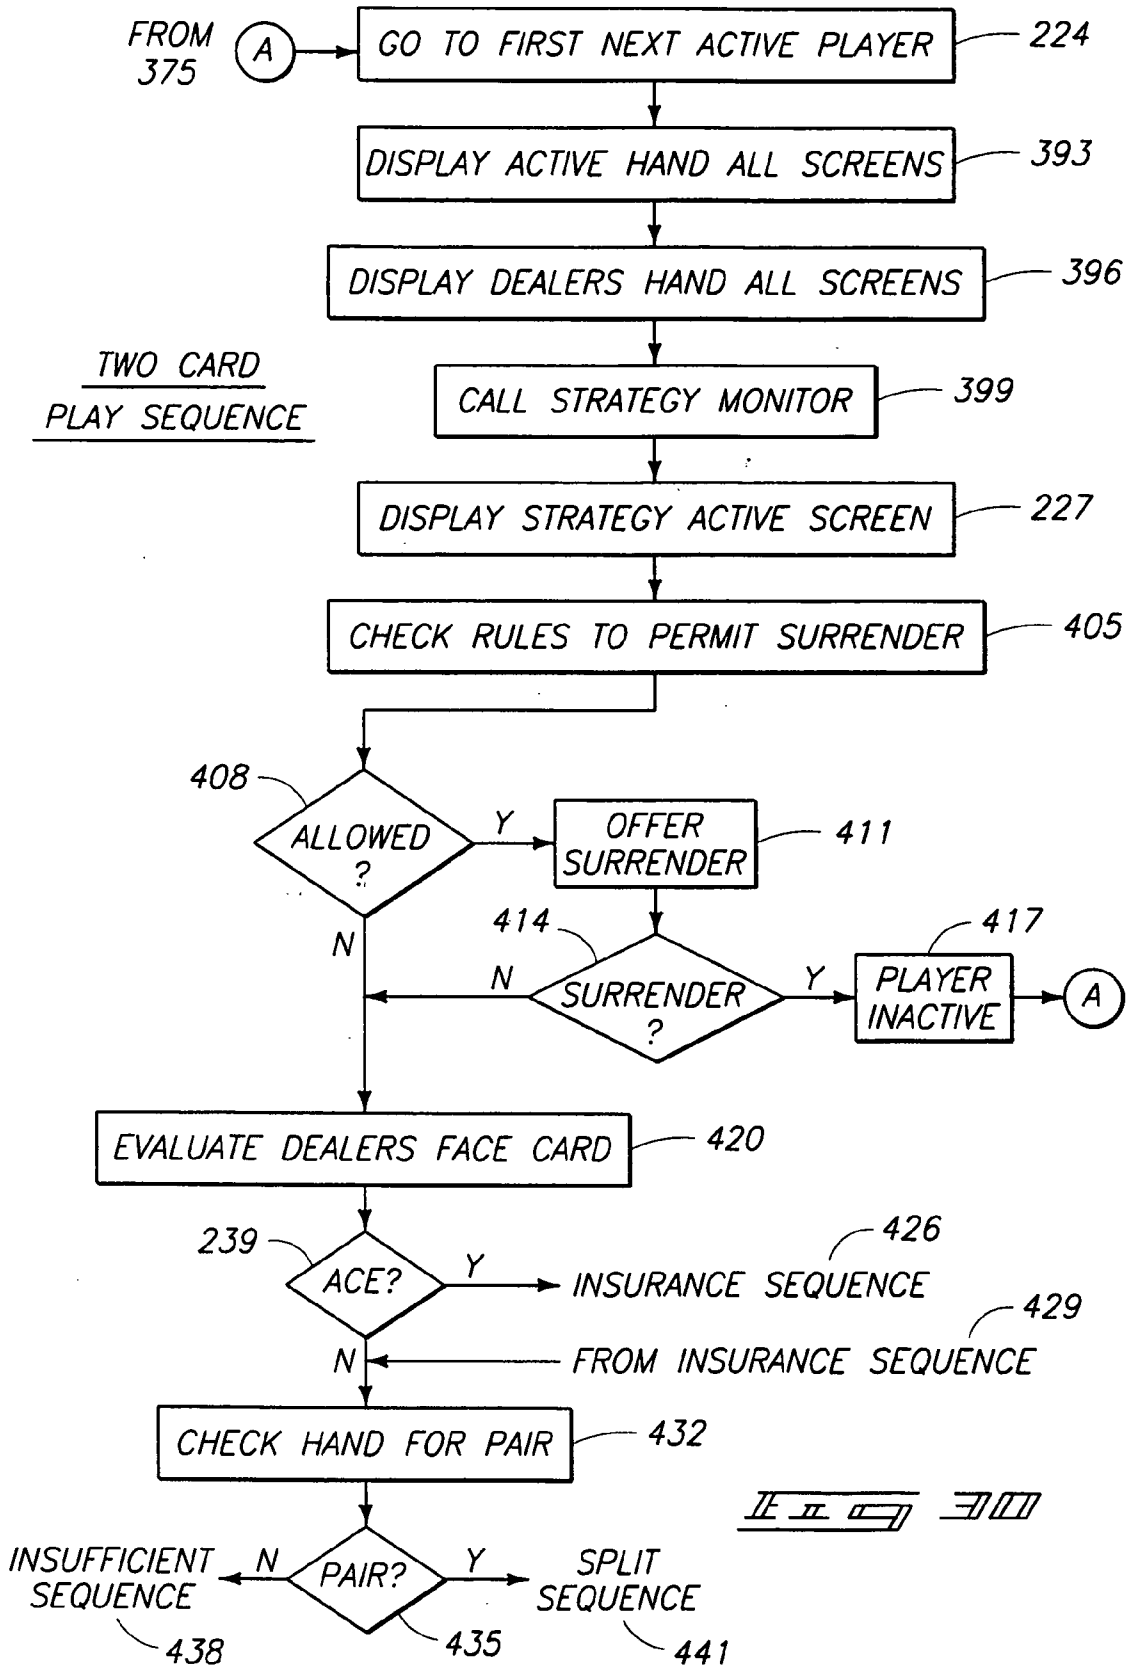 FROM
375
A
GO TO FIRST NEXT ACTIVE PLAYER
224
DISPLAY ACTIVE HAND ALL SCREENS
393
DISPLAY DEALERS HAND ALL SCREENS
396
TWO CARD
PLAY SEQUENCE
CALL STRATEGY MONITOR
399
DISPLAY STRATEGY ACTIVE SCREEN
227
CHECK RULES TO PERMIT SURRENDER
405
408
ALLOWED
?
Y
N
OFFER
SURRENDER
411
414
SURRENDER
?
N
Y
417
PLAYER
INACTIVE
A
EVALUATE DEALERS FACE CARD
420
239
ACE?
Y
INSURANCE SEQUENCE
426
N
FROM INSURANCE SEQUENCE
429
CHECK HAND FOR PAIR
432
PAIR?
435
N
INSUFFICIENT
SEQUENCE
438
Y
SPLIT
SEQUENCE
441
FIG 30